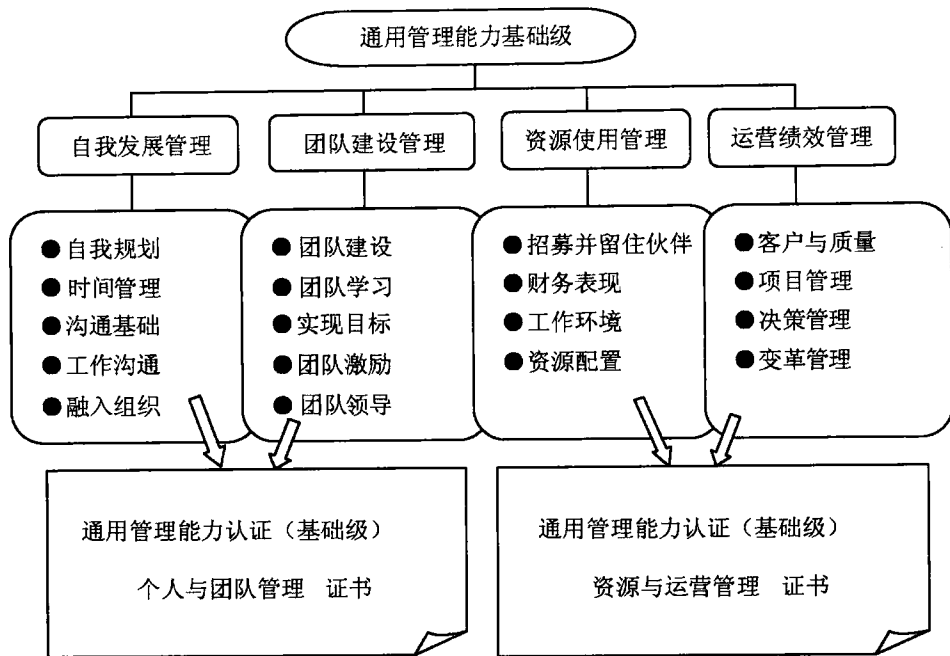 通用管理能力基础级
自我发展管理
团队建设管理
资源使用管理
运营绩效管理
●自我规划
●时间管理
●沟通基础
●工作沟通
●融入组织
●团队建设
●团队学习
●实现目标
●团队激励
●团队领导
●招募并留住伙伴
●财务表现
●工作环境
●资源配置
●客户与质量
●项目管理
●决策管理
●变革管理
通用管理能力认证（基础级）
个人与团队管理 证书
通用管理能力认证（基础级）
资源与运营管理 证书